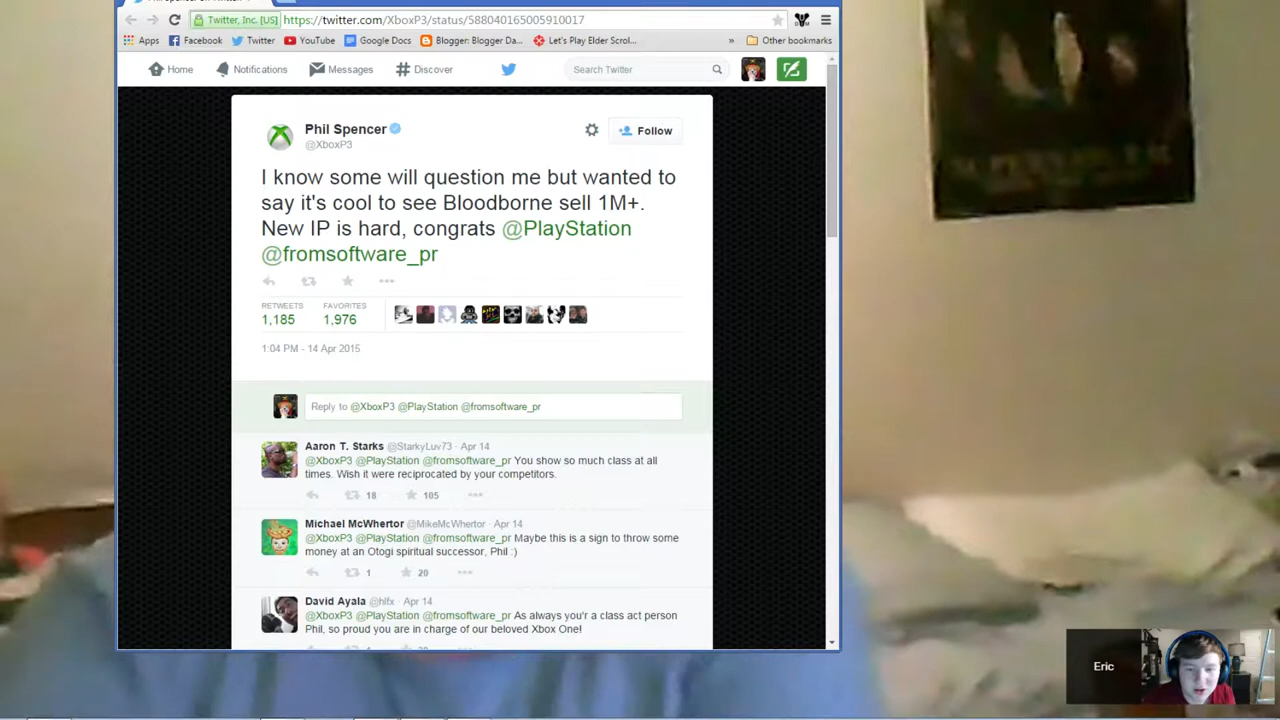 Twitter, Inc. [US] https://twitter.com/XboxP3/status/588040165005910017
Apps Facebook Twitter YouTube Google Docs Blogger: Blogger Da... Let's Play Elder Scrol... » Other bookmarks
Home Notifications Messages Discover Search Twitter
Phil Spencer
@XboxP3
Follow
I know some will question me but wanted to
say it's cool to see Bloodborne sell 1M+.
New IP is hard, congrats @PlayStation
@fromsoftware_pr
RETWEETS FAVORITES
1,185 1,976
1:04 PM - 14 Apr 2015
Reply to @XboxP3 @PlayStation @fromsoftware_pr
Aaron T. Starks @StarkyLuv73 · Apr 14
@XboxP3 @PlayStation @fromsoftware_pr You show so much class at all
times. Wish it were reciprocated by your competitors.
18 105
Michael McWhertor @MikeMcWhertor · Apr 14
@XboxP3 @PlayStation @fromsoftware_pr Maybe this is a sign to throw some
money at an Otogi spiritual successor, Phil :)
1 20
David Ayala @hlfx · Apr 14
@XboxP3 @PlayStation @fromsoftware_pr As always you'r a class act person
Phil, so proud you are in charge of our beloved Xbox One!
Eric